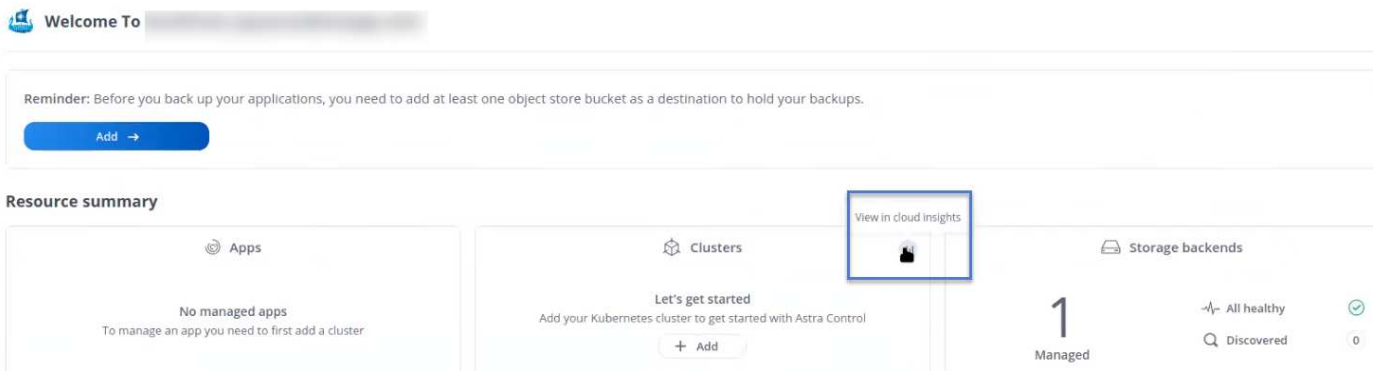 Welcome To
Reminder: Before you back up your applications, you need to add at least one object store bucket as a destination to hold your backups.
Add →
Resource summary
View in cloud insights
Apps
Clusters
Storage backends
No managed apps
To manage an app you need to first add a cluster
Let's get started
Add your Kubernetes cluster to get started with Astra Control
+ Add
1
Managed
All healthy
Discovered
0